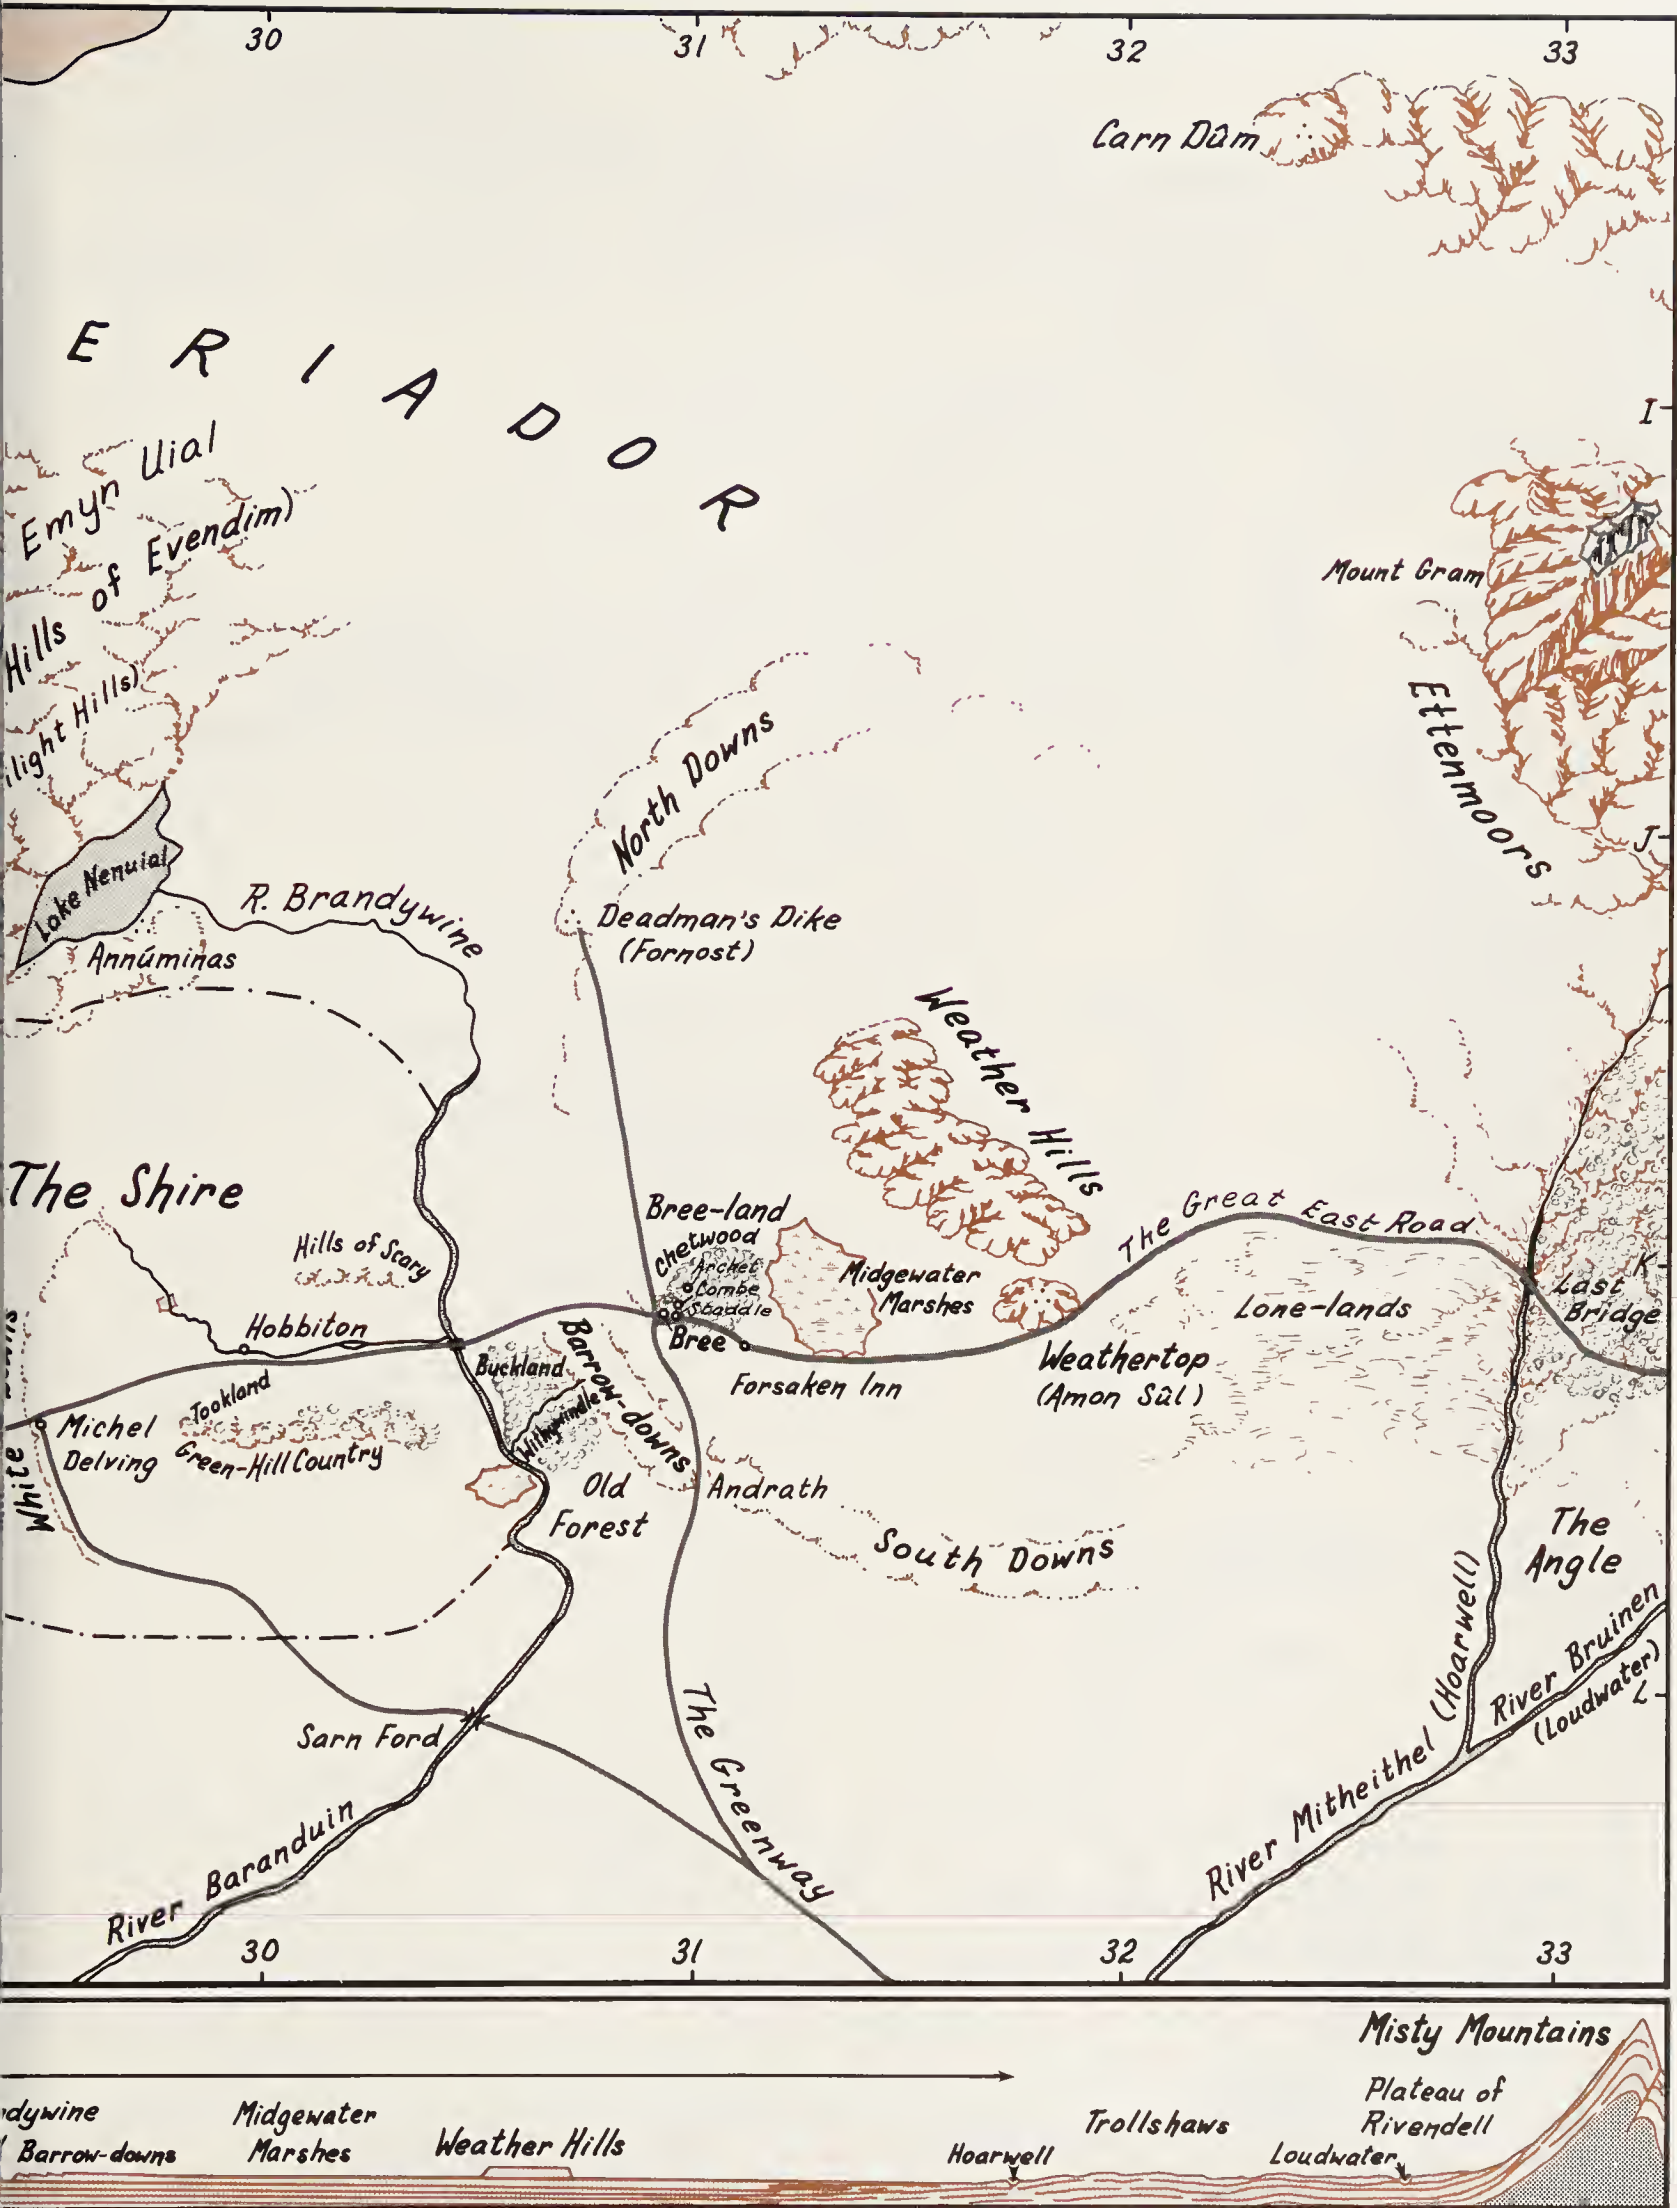 30
31
32
33
Carn Dûm
ERIADOR
I
Emyn Uial
Hills of Evendim)
Hills)
Mount Gram
Ettenmoors
North Downs
J
Lake Nenuial
R. Brandywine
Annúminas
Deadman's Dike
(Fornost)
Weather Hills
The Shire
Bree-land
Chetwood
Archet
Combe
Staddle
Bree
Hills of Scary
Midgewater
Marshes
The Great East Road
Lone-lands
K
Last
Bridge
Hobbiton
Buckland
Barrow-downs
Withywindle
Forsaken Inn
Weathertop
(Amon Sûl)
Tookland
Green-Hill Country
Michel
Delving
White
Old
Forest
Andrath
South Downs
The
Angle
River Bruinen
(Loudwater)
L
Sarn Ford
The Greenway
River Mitheithel (Hoarwell)
River Baranduin
30
31
32
33
Misty Mountains
Plateau of
Rivendell
Midgewater
Marshes
Trollshaws
Barrow-downs
Weather Hills
Hoarwell
Loudwater